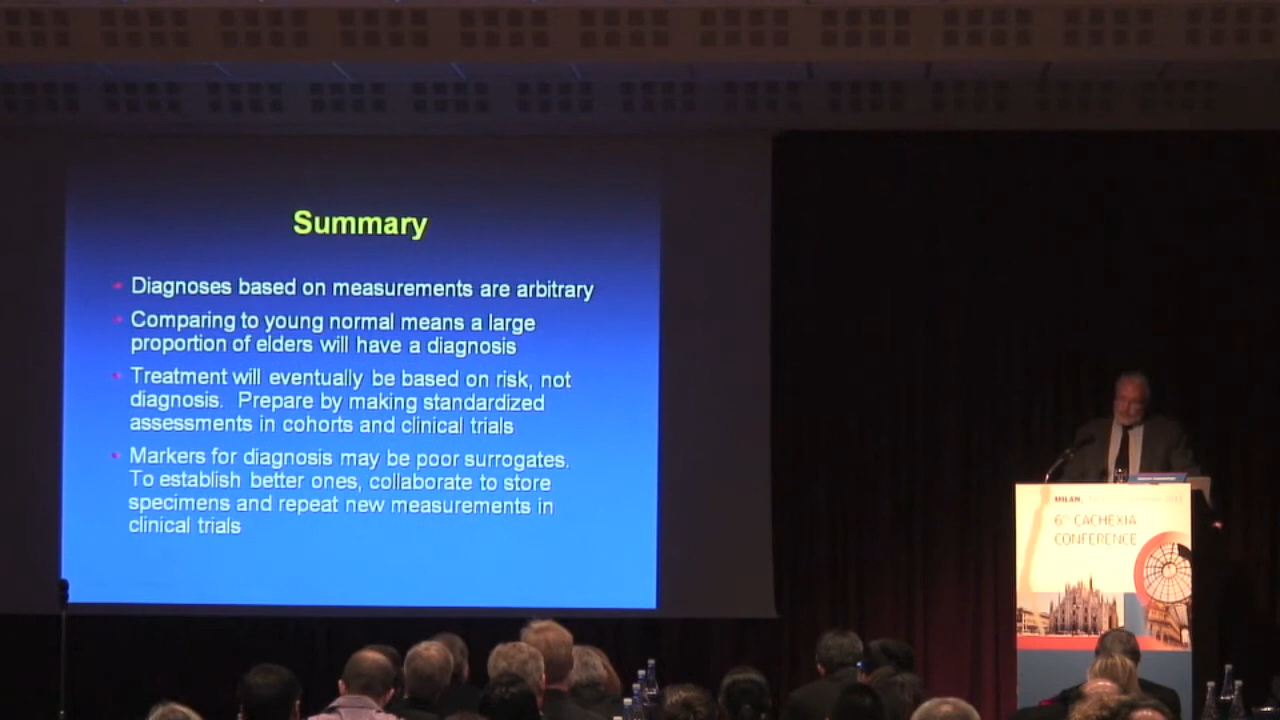 Summary
Diagnoses based on measurements are arbitrary
Comparing to young normal means a large
proportion of elders will have a diagnosis
Treatment will eventually be based on risk, not
diagnosis. Prepare by making standardized
assessments in cohorts and clinical trials
Markers for diagnosis may be poor surrogates.
To establish better ones, collaborate to store
specimens and repeat new measurements in
clinical trials
MILAN,
6th CACHEXIA
CONFERENCE